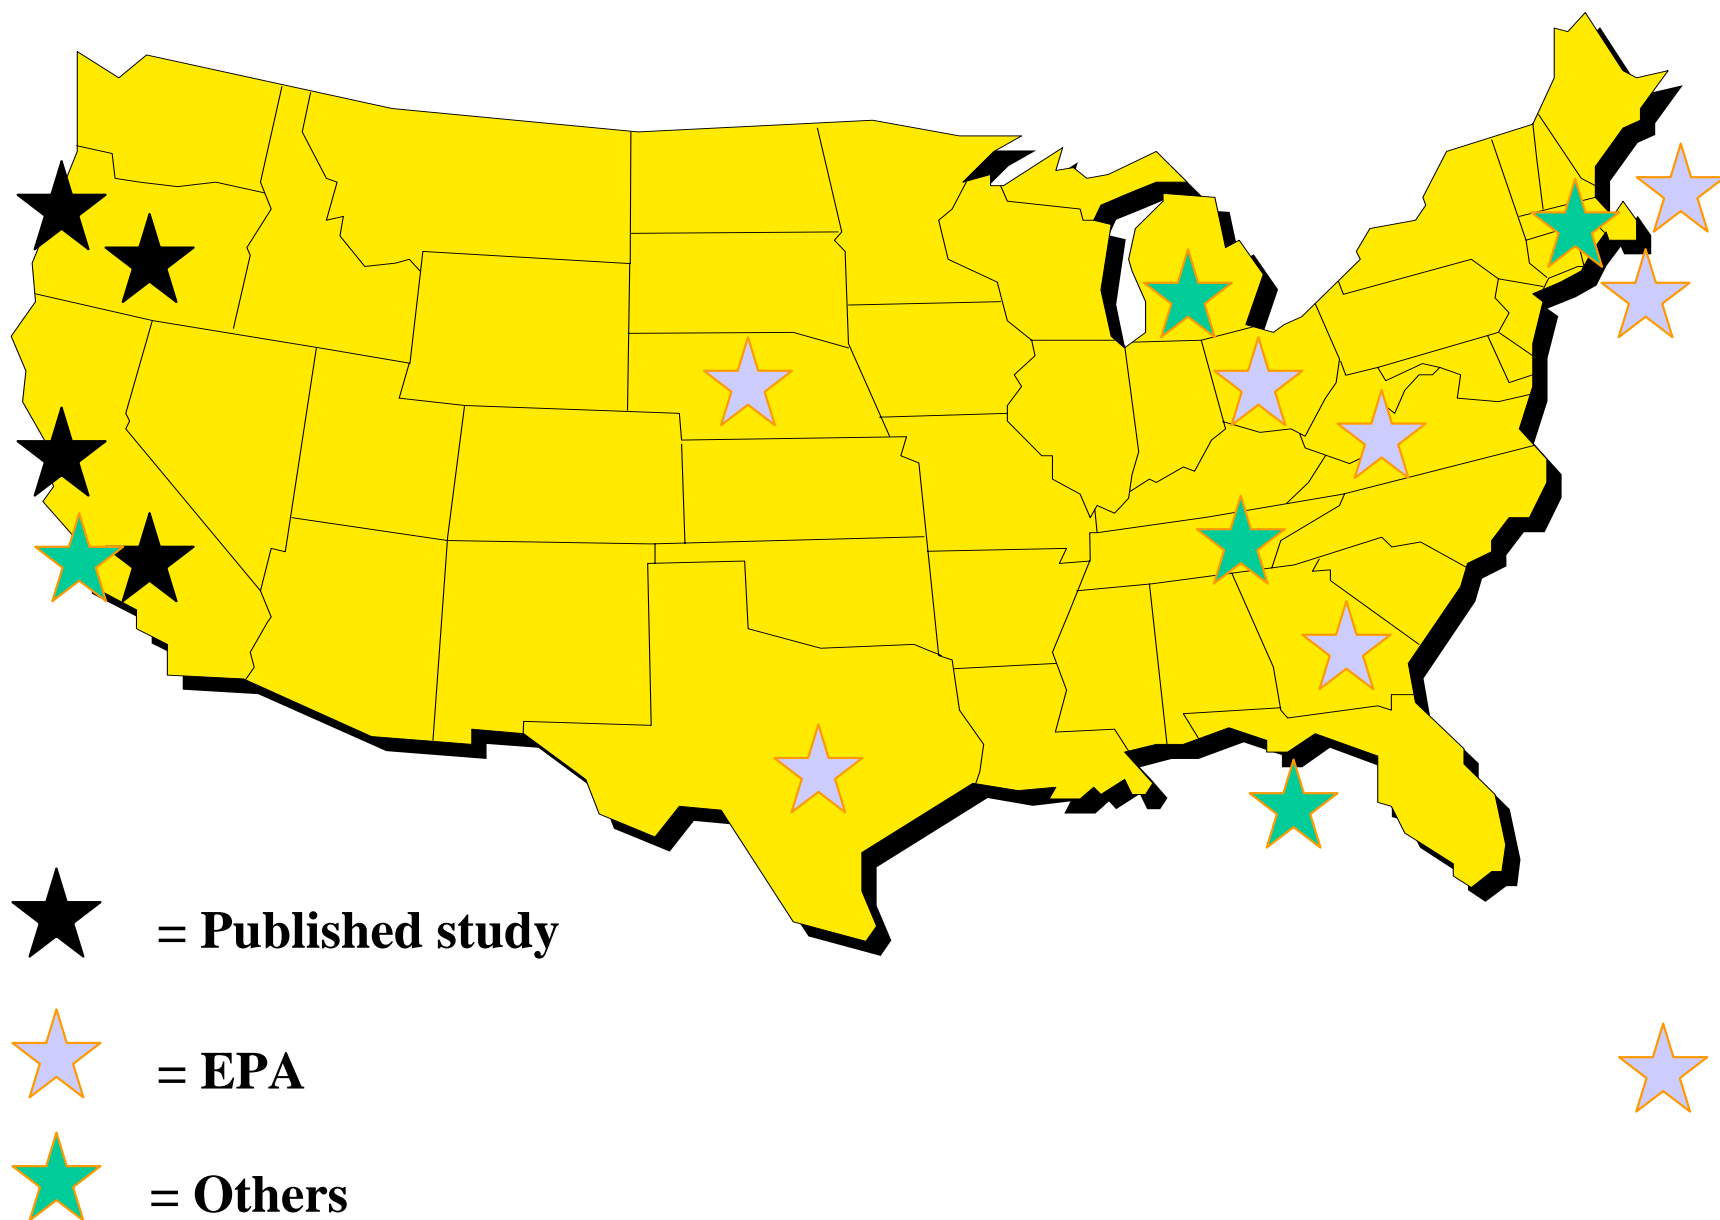 = Published study
= EPA
= Others